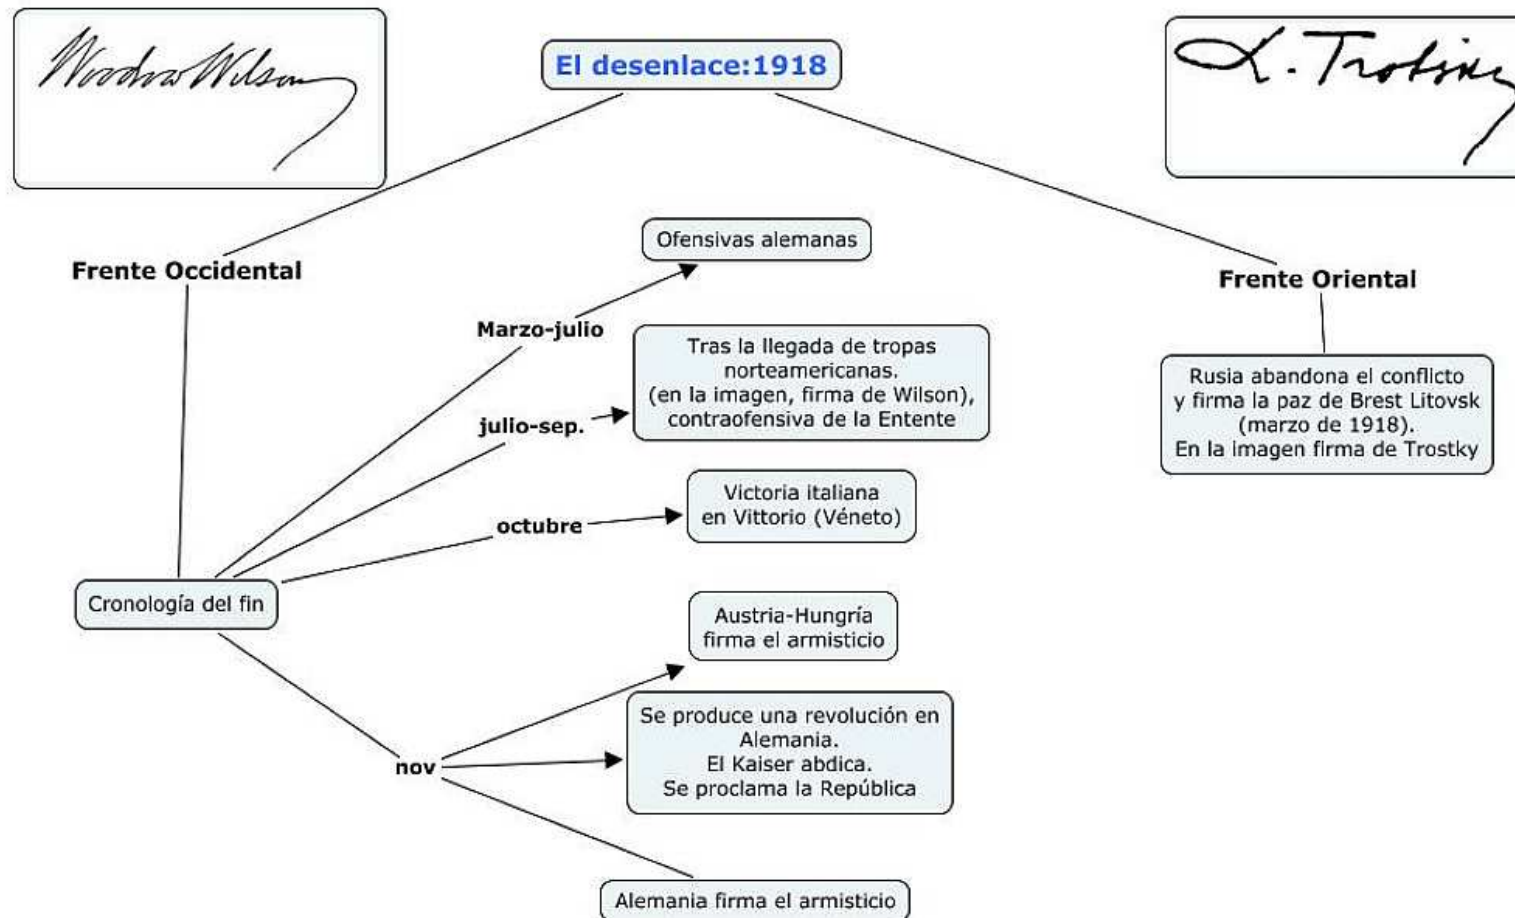 Woodrow Wilson
El desenlace:1918
L. Trotsky
Frente Occidental
Frente Oriental
Ofensivas alemanas
Marzo-julio
Tras la llegada de tropas
norteamericanas.
(en la imagen, firma de Wilson),
contraofensiva de la Entente
julio-sep.
Rusia abandona el conflicto
y firma la paz de Brest Litovsk
(marzo de 1918).
En la imagen firma de Trostky
Victoria italiana
en Vittorio (Véneto)
octubre
Cronología del fin
Austria-Hungría
firma el armisticio
Se produce una revolución en
Alemania.
El Kaiser abdica.
Se proclama la República
nov
Alemania firma el armisticio